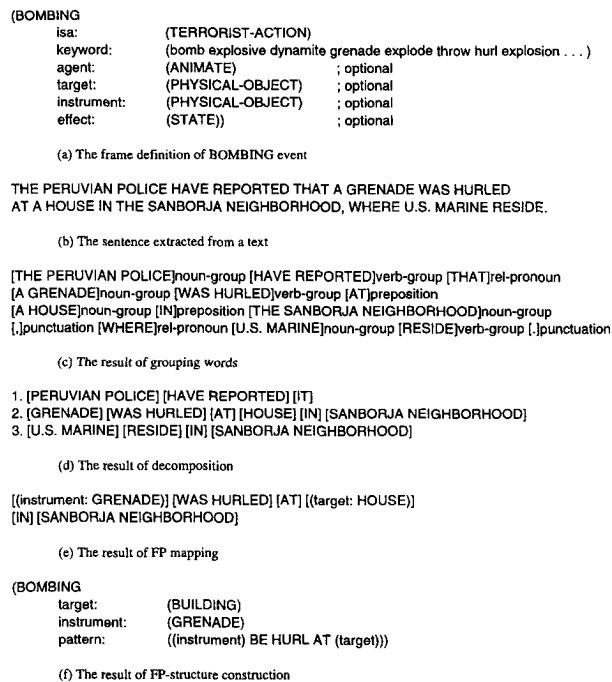 (BOMBING
isa: (TERRORIST-ACTION)
keyword: (bomb explosive dynamite grenade explode throw hurl explosion . . . )
agent: (ANIMATE) ; optional
target: (PHYSICAL-OBJECT) ; optional
instrument: (PHYSICAL-OBJECT) ; optional
effect: (STATE)) ; optional
(a) The frame definition of BOMBING event
THE PERUVIAN POLICE HAVE REPORTED THAT A GRENADE WAS HURLED
AT A HOUSE IN THE SANBORJA NEIGHBORHOOD, WHERE U.S. MARINE RESIDE.
(b) The sentence extracted from a text
[THE PERUVIAN POLICE]noun-group [HAVE REPORTED]verb-group [THAT]rel-pronoun
[A GRENADE]noun-group [WAS HURLED]verb-group [AT]preposition
[A HOUSE]noun-group [IN]preposition [THE SANBORJA NEIGHBORHOOD]noun-group
[,]punctuation [WHERE]rel-pronoun [U.S. MARINE]noun-group [RESIDE]verb-group [.]punctuation
(c) The result of grouping words
1. [PERUVIAN POLICE] [HAVE REPORTED] [IT]
2. [GRENADE] [WAS HURLED] [AT] [HOUSE] [IN] [SANBORJA NEIGHBORHOOD]
3. [U.S. MARINE] [RESIDE] [IN] [SANBORJA NEIGHBORHOOD]
(d) The result of decomposition
[(instrument: GRENADE)] [WAS HURLED] [AT] [(target: HOUSE)]
[IN] [SANBORJA NEIGHBORHOOD]
(e) The result of FP mapping
(BOMBING
target: (BUILDING)
instrument: (GRENADE)
pattern: ((instrument) BE HURL AT (target)))
(f) The result of FP-structure construction